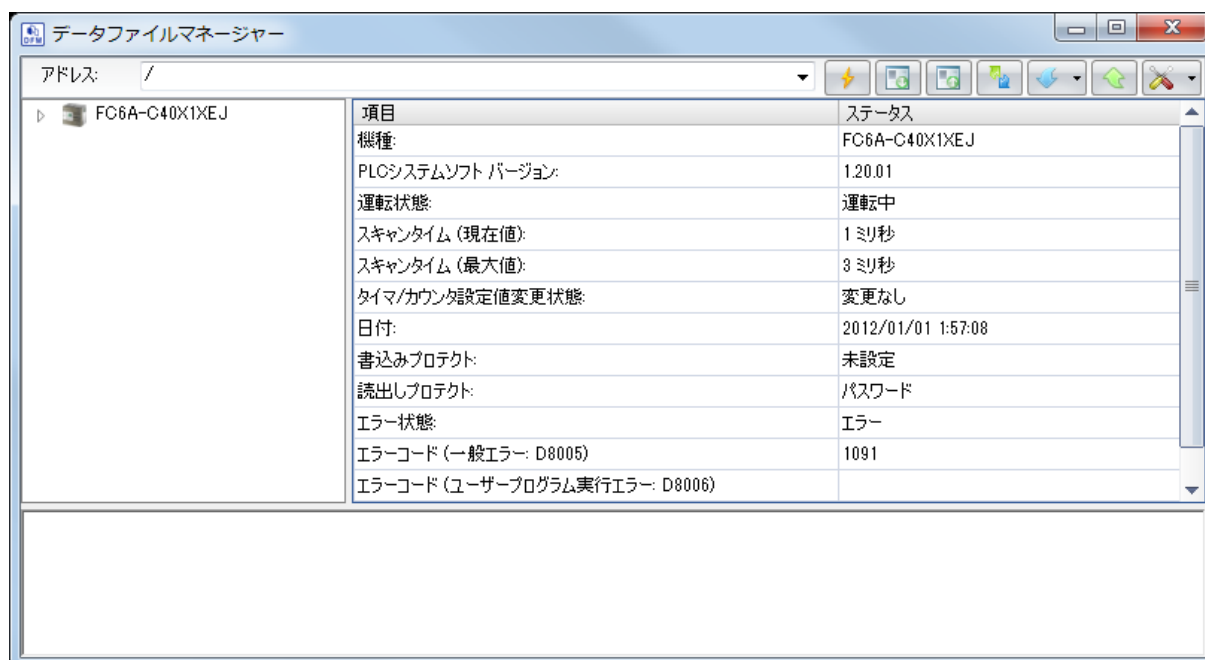 DFM データファイルマネージャー
アドレス: /
FC6A-C40X1XEJ
項目 ステータス
機種: FC6A-C40X1XEJ
PLCシステムソフト バージョン: 1.20.01
運転状態: 運転中
スキャンタイム (現在値): 1 ミリ秒
スキャンタイム (最大値): 3 ミリ秒
タイマ/カウンタ設定値変更状態: 変更なし
日付: 2012/01/01 1:57:08
書込みプロテクト: 未設定
読出しプロテクト: パスワード
エラー状態: エラー
エラーコード (一般エラー: D8005) 1091
エラーコード (ユーザープログラム実行エラー: D8006)